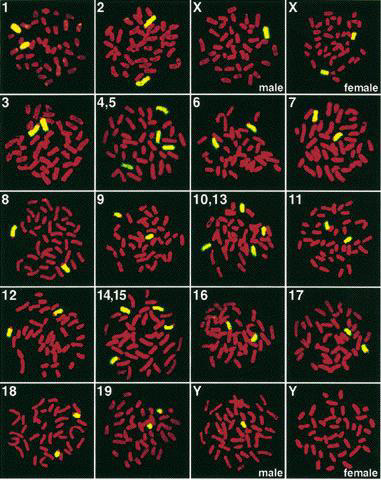 1 2 X X
male female
3 4,5 6 7
8 9 10,13 11
12 14,15 16 17
18 19 Y Y
male female